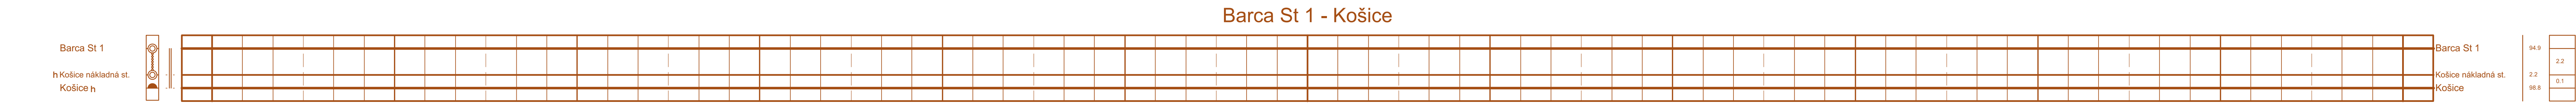 Barca St 1 - Košice
Barca St 1
Barca St 1
94.9
2.2
h Košice nákladná st.
Košice nákladná st.
2.2
0.1
Košice h
Košice
98.8